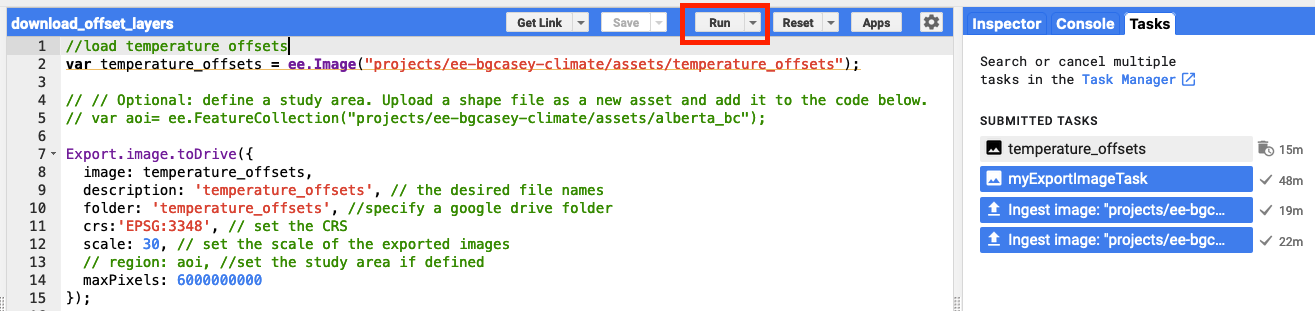 download_offset_layers
Get Link
Save
Run
Reset
Apps
1 //load temperature offsets
2 var temperature_offsets = ee.Image("projects/ee-bgcasey-climate/assets/temperature_offsets");
3
4 // // Optional: define a study area. Upload a shape file as a new asset and add it to the code below.
5 // var aoi= ee.FeatureCollection("projects/ee-bgcasey-climate/assets/alberta_bc");
6
7 Export.image.toDrive({
8 image: temperature_offsets,
9 description: 'temperature_offsets', // the desired file names
10 folder: 'temperature_offsets', //specify a google drive folder
11 crs:'EPSG:3348', // set the CRS
12 scale: 30, // set the scale of the exported images
13 // region: aoi, //set the study area if defined
14 maxPixels: 6000000000
15 });
Inspector
Console
Tasks
Search or cancel multiple
tasks in the Task Manager
SUBMITTED TASKS
temperature_offsets 15m
myExportImageTask 48m
Ingest image: "projects/ee-bgc... 19m
Ingest image: "projects/ee-bgc... 22m